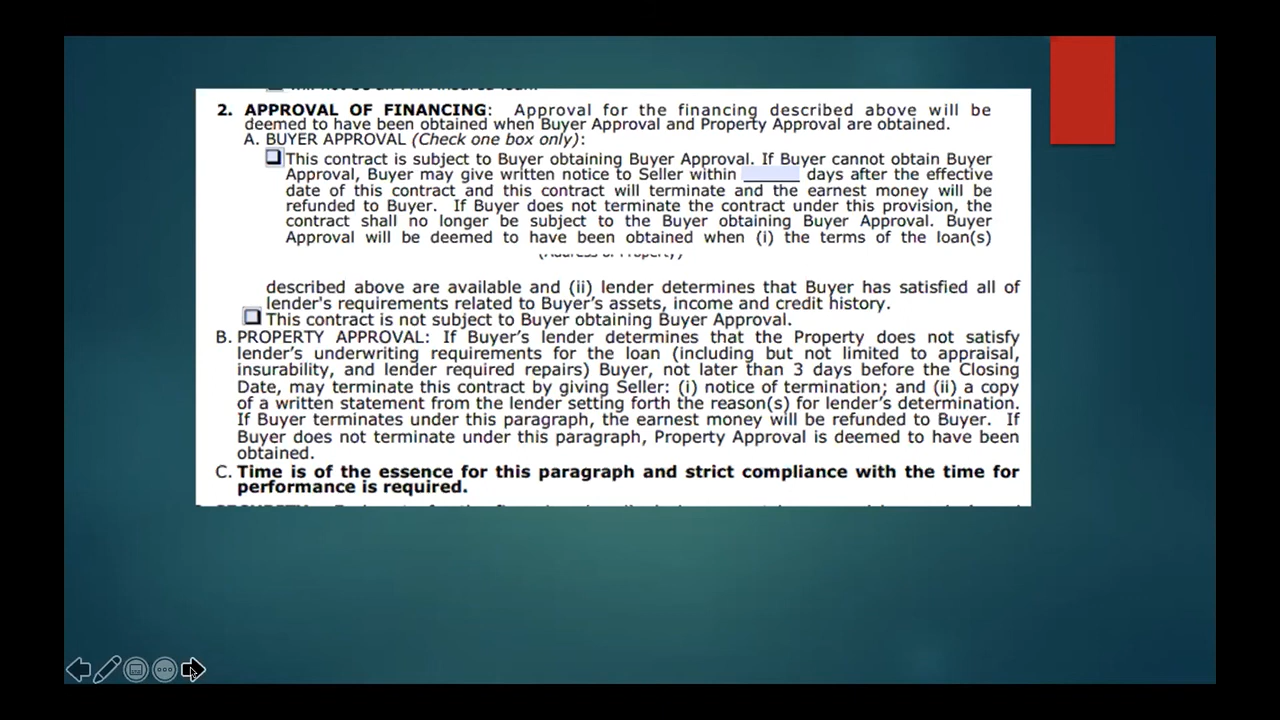 2. APPROVAL OF FINANCING: Approval for the financing described above will be
deemed to have been obtained when Buyer Approval and Property Approval are obtained.
A. BUYER APPROVAL (Check one box only):
This contract is subject to Buyer obtaining Buyer Approval. If Buyer cannot obtain Buyer
Approval, Buyer may give written notice to Seller within _______ days after the effective
date of this contract and this contract will terminate and the earnest money will be
refunded to Buyer. If Buyer does not terminate the contract under this provision, the
contract shall no longer be subject to the Buyer obtaining Buyer Approval. Buyer
Approval will be deemed to have been obtained when (i) the terms of the loan(s)
(Address of Property)
described above are available and (ii) lender determines that Buyer has satisfied all of
lender's requirements related to Buyer's assets, income and credit history.
This contract is not subject to Buyer obtaining Buyer Approval.
B. PROPERTY APPROVAL: If Buyer's lender determines that the Property does not satisfy
lender's underwriting requirements for the loan (including but not limited to appraisal,
insurability, and lender required repairs) Buyer, not later than 3 days before the Closing
Date, may terminate this contract by giving Seller: (i) notice of termination; and (ii) a copy
of a written statement from the lender setting forth the reason(s) for lender's determination.
If Buyer terminates under this paragraph, the earnest money will be refunded to Buyer. If
Buyer does not terminate under this paragraph, Property Approval is deemed to have been
obtained.
C. Time is of the essence for this paragraph and strict compliance with the time for
performance is required.